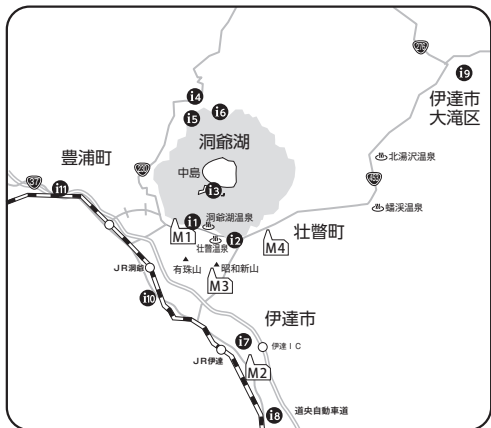 276
i9
伊達市
大滝区
i4
i5
i6
洞爺湖
豊浦町
中島
i3
230
北湯沢温泉
453
蟠渓温泉
37
i11
i1
洞爺湖温泉
M1
i2
壮瞥温泉
M4
壮瞥町
有珠山
昭和新山
M3
JR洞爺
i10
伊達市
i7
伊達IC
JR伊達
M2
i8
道央自動車道